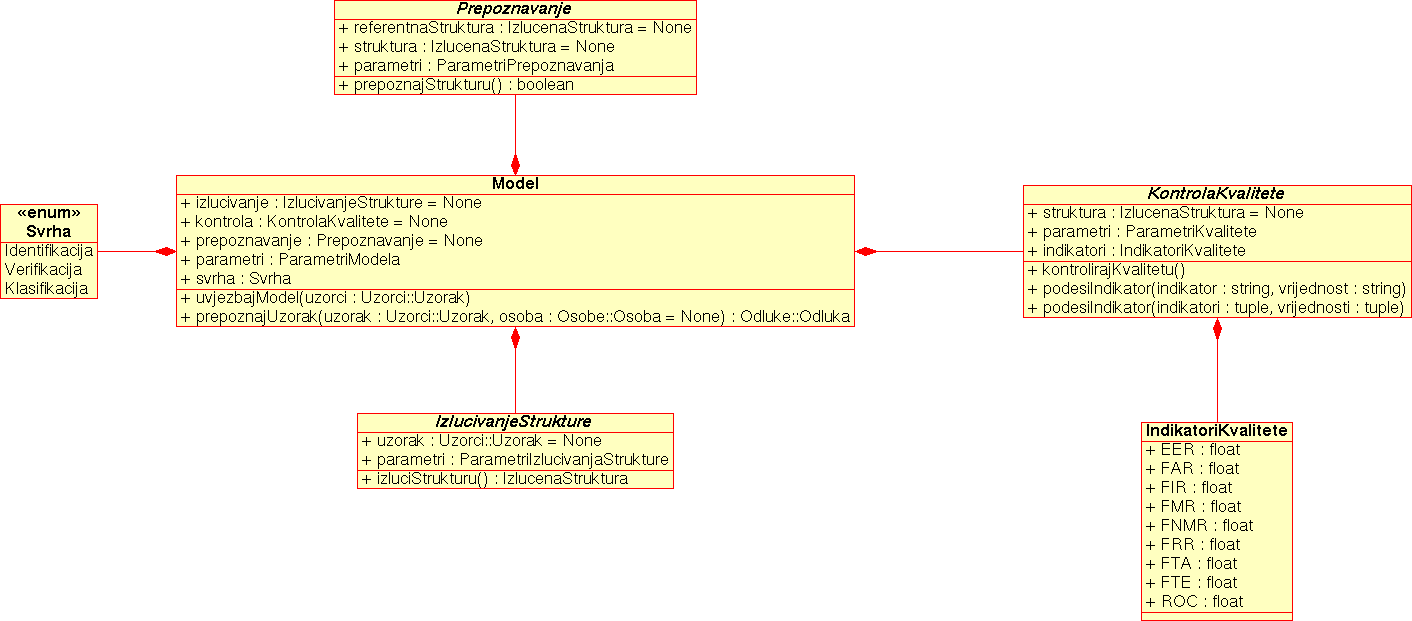 Prepoznavanje
+ referentnaStruktura : IzlucenaStruktura = None
+ struktura : IzlucenaStruktura = None
+ parametri : ParametriPrepoznavanja
+ prepoznajStrukturu() : boolean
«enum»
Svrha
Identifikacija
Verifikacija
Klasifikacija
Model
+ izlucivanje : IzlucivanjeStrukture = None
+ kontrola : KontrolaKvalitete = None
+ prepoznavanje : Prepoznavanje = None
+ parametri : ParametriModela
+ svrha : Svrha
+ uvjezbajModel(uzorci : Uzorci::Uzorak)
+ prepoznajUzorak(uzorak : Uzorci::Uzorak, osoba : Osobe::Osoba = None) : Odluke::Odluka
KontrolaKvalitete
+ struktura : IzlucenaStruktura = None
+ parametri : ParametriKvalitete
+ indikatori : IndikatoriKvalitete
+ kontrolirajKvalitetu()
+ podesiIndikator(indikator : string, vrijednost : string)
+ podesiIndikator(indikatori : tuple, vrijednosti : tuple)
IzlucivanjeStrukture
+ uzorak : Uzorci::Uzorak = None
+ parametri : ParametriIzlucivanjaStrukture
+ izluciStrukturu() : IzlucenaStruktura
IndikatoriKvalitete
+ EER : float
+ FAR : float
+ FIR : float
+ FMR : float
+ FNMR : float
+ FRR : float
+ FTA : float
+ FTE : float
+ ROC : float